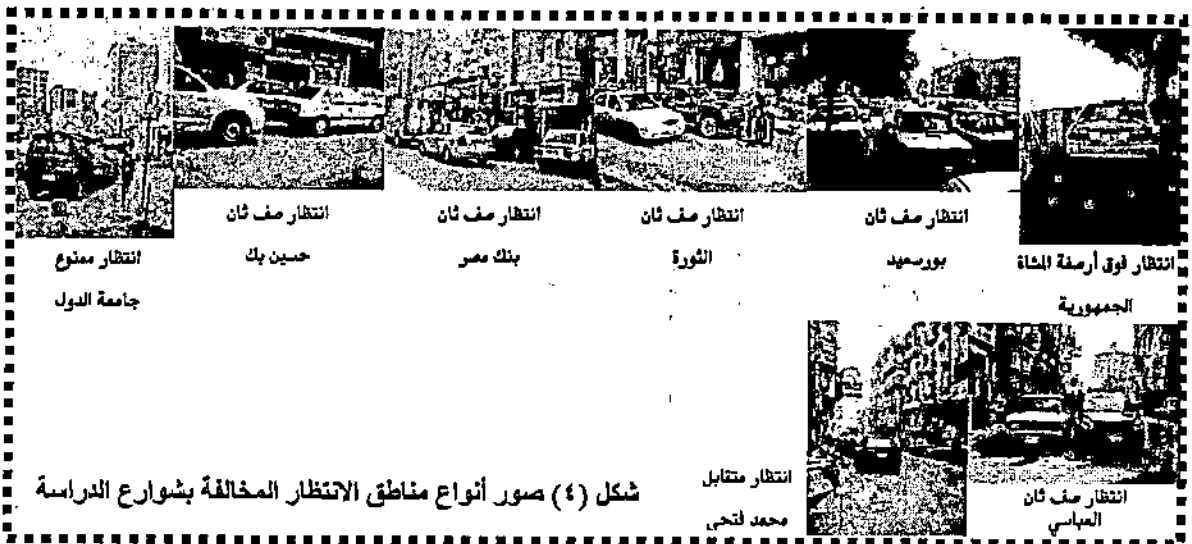 انتظار فوق أرصفة المشاة
الجمهورية
انتظار صف ثان
بورسعيد
انتظار صف ثان
الثورة
انتظار صف ثان
بنك مصر
انتظار صف ثان
حسين بك
انتظار ممنوع
جامعة الدول
انتظار صف ثان
العباسي
انتظار متقابل
محمد فتحي
شكل (٤) صور أنواع مناطق الانتظار المخالفة بشوارع الدراسة